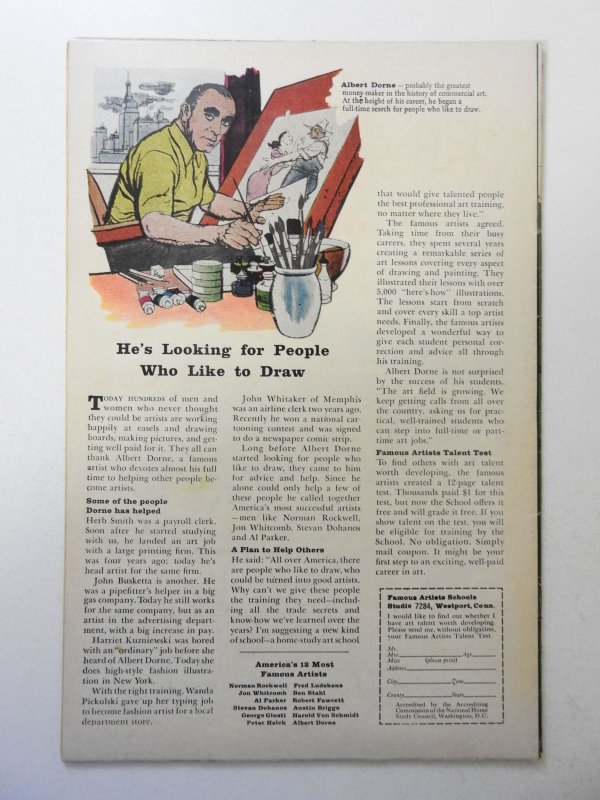 Albert Dorne – probably the greatest
money-maker in the history of commercial art.
At the height of his career, he began a
full-time search for people who like to draw.
He's Looking for People
Who Like to Draw
TODAY HUNDREDS of men and
women who never thought
they could be artists are working
happily at easels and drawing
boards, making pictures, and get-
ting well paid for it. They all can
thank Albert Dorne, a famous
artist who devotes almost his full
time to helping other people be-
come artists.
Some of the people
Dorne has helped
Herb Smith was a payroll clerk.
Soon after he started studying
with us, he landed an art job
with a large printing firm. This
was four years ago; today he's
head artist for the same firm.
John Busketta is another. He
was a pipefitter's helper in a big
gas company. Today he still works
for the same company, but as an
artist in the advertising depart-
ment, with a big increase in pay.
Harriet Kuzniewski was bored
with an "ordinary" job before she
heard of Albert Dorne. Today she
does high-style fashion illustra-
tion in New York.
With the right training, Wanda
Pickulski gave up her typing job
to become fashion artist for a local
department store.
John Whitaker of Memphis
was an airline clerk two years ago.
Recently he won a national car-
tooning contest and was signed
to do a newspaper comic strip.
Long before Albert Dorne
started looking for people who
like to draw, they came to him
for advice and help. Since he
alone could only help a few of
these people he called together
America's most successful artists
—men like Norman Rockwell,
Jon Whitcomb, Stevan Dohanos
and Al Parker.
A Plan to Help Others
He said: "All over America, there
are people who like to draw, who
could be turned into good artists.
Why can't we give these people
the training they need—includ-
ing all the trade secrets and
know-how we've learned over the
years? I'm suggesting a new kind
of school—a home-study art school
America's 12 Most
Famous Artists
Norman Rockwell Fred Ludekens
Jon Whitcomb Ben Stahl
Al Parker Robert Fawcett
Stevan Dohanos Austin Briggs
George Giusti Harold Von Schmidt
Peter Helck Albert Dorne
that would give talented people
the best professional art training,
no matter where they live."
The famous artists agreed.
Taking time from their busy
careers, they spent several years
creating a remarkable series of
art lessons covering every aspect
of drawing and painting. They
illustrated their lessons with over
5,000 "here's-how" illustrations.
The lessons start from scratch
and cover every skill a top artist
needs. Finally, the famous artists
developed a wonderful way to
give each student personal cor-
rection and advice all through
his training.
Albert Dorne is not surprised
by the success of his students.
"The art field is growing. We
keep getting calls from all over
the country, asking us for prac-
tical, well-trained students who
can step into full-time or part-
time art jobs."
Famous Artists Talent Test
To find others with art talent
worth developing, the famous
artists created a 12-page talent
test. Thousands paid $1 for this
test, but now the School offers it
free and will grade it free. If you
show talent on the test, you will
be eligible for training by the
School. No obligation. Simply
mail coupon. It might be your
first step to an exciting, well-paid
career in art.
Famous Artists Schools
Studio 7284, Westport, Conn.
I would like to find out whether I
have art talent worth developing.
Please send me, without obligation,
your Famous Artists Talent Test.
Mr.
Mrs. Age
Miss (please print)
Address
City Zone
County State
Accredited by the Accrediting
Commission of the National Home
Study Council, Washington, D.C.